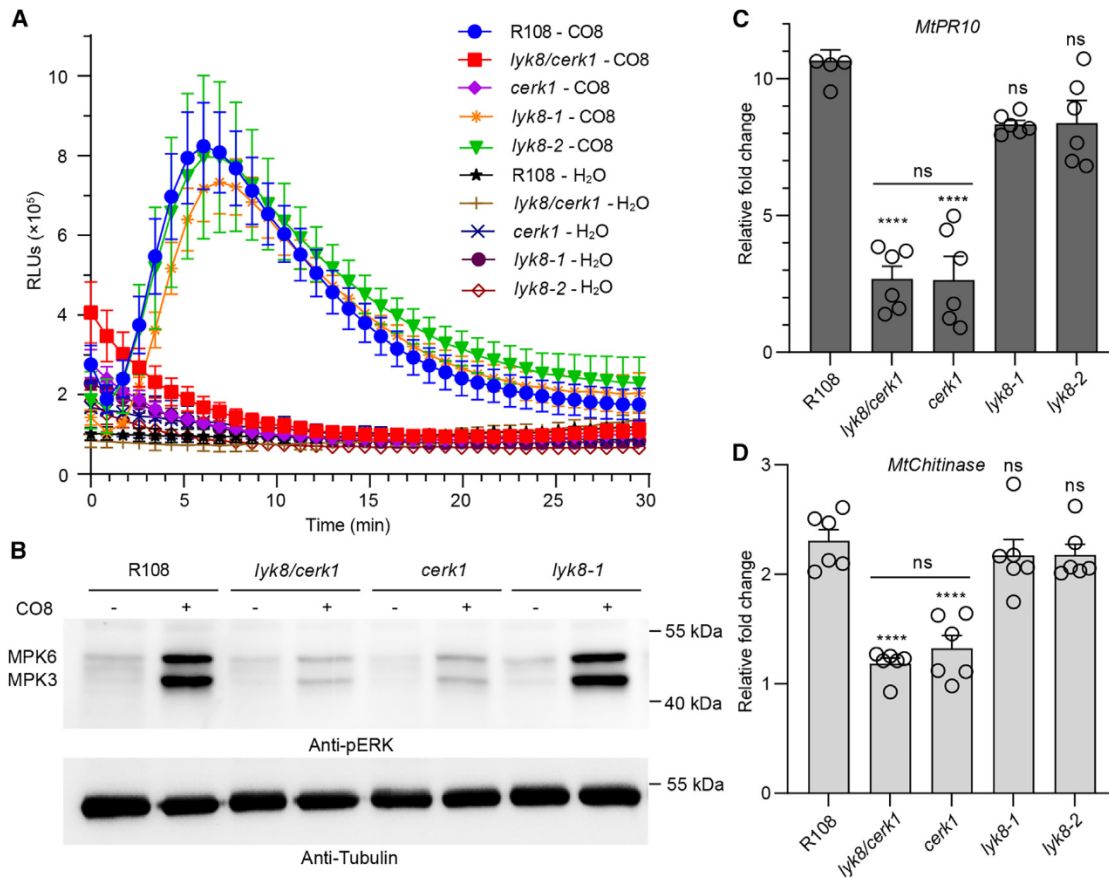 A
R108 - CO8
lyk8/cerk1 - CO8
cerk1 - CO8
lyk8-1 - CO8
lyk8-2 - CO8
R108 - H₂O
lyk8/cerk1 - H₂O
cerk1 - H₂O
lyk8-1 - H₂O
lyk8-2 - H₂O
RLUs (×10⁵)
10
8
6
4
2
0
0 5 10 15 20 25 30
Time (min)
B
R108 lyk8/cerk1 cerk1 lyk8-1
CO8 - + - + - + - +
MPK6
MPK3
55 kDa
40 kDa
Anti-pERK
55 kDa
Anti-Tubulin
C
MtPR10
Relative fold change
10
5
0
ns
**** ****
ns
ns
R108 lyk8/cerk1 cerk1 lyk8-1 lyk8-2
D
MtChitinase
Relative fold change
3
2
1
0
ns
**** ****
ns
ns
R108 lyk8/cerk1 cerk1 lyk8-1 lyk8-2